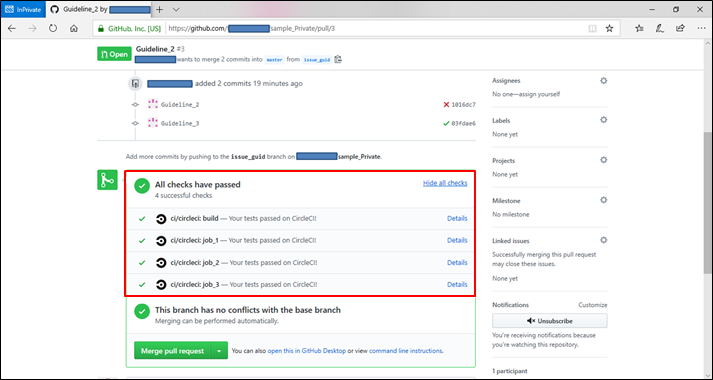 InPrivate
Guideline_2 by
GitHub, Inc. [US]
https://github.com/
sample_Private/pull/3
Open
Guideline_2 #3
wants to merge 2 commits into master from issue_guid
added 2 commits 19 minutes ago
Guideline_2
1016dc7
Guideline_3
03fdae6
Add more commits by pushing to the issue_guid branch on
sample_Private.
All checks have passed
Hide all checks
4 successful checks
ci/circleci: build — Your tests passed on CircleCI!
Details
ci/circleci: job_1 — Your tests passed on CircleCI!
Details
ci/circleci: job_2 — Your tests passed on CircleCI!
Details
ci/circleci: job_3 — Your tests passed on CircleCI!
Details
This branch has no conflicts with the base branch
Merging can be performed automatically.
Merge pull request
You can also open this in GitHub Desktop or view command line instructions.
Assignees
No one—assign yourself
Labels
None yet
Projects
None yet
Milestone
No milestone
Linked issues
Successfully merging this pull request
may close these issues.
None yet
Notifications
Customize
Unsubscribe
You're receiving notifications because
you're watching this repository.
1 participant